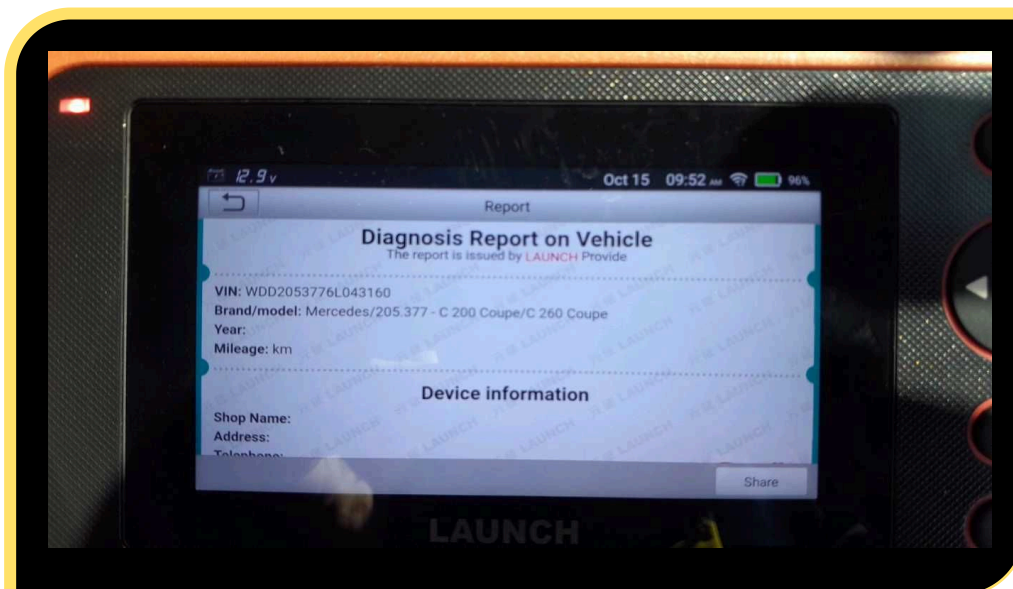 12.9 v Oct 15 09:52 AM 96%
Report
Diagnosis Report on Vehicle
The report is issued by LAUNCH Provide
VIN: WDD2053776L043160
Brand/model: Mercedes/205.377 - C 200 Coupe/C 260 Coupe
Year:
Mileage: km
Device information
Shop Name:
Address:
Telephone:
Share
LAUNCH